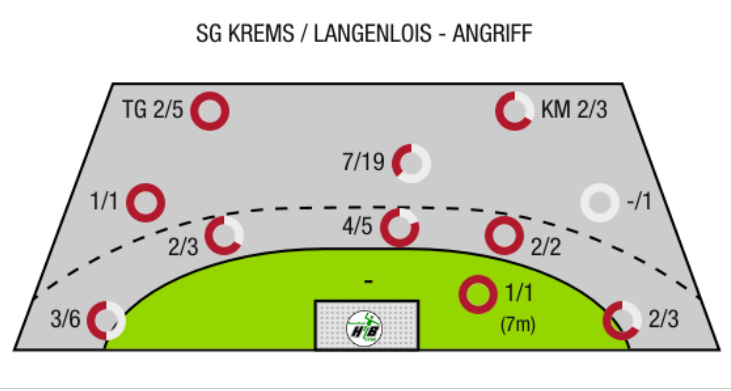 SG KREMS / LANGENLOIS - ANGRIFF
TG 2/5
KM 2/3
7/19
1/1
-/1
2/3
4/5
2/2
-
1/1
(7m)
3/6
2/3
HB